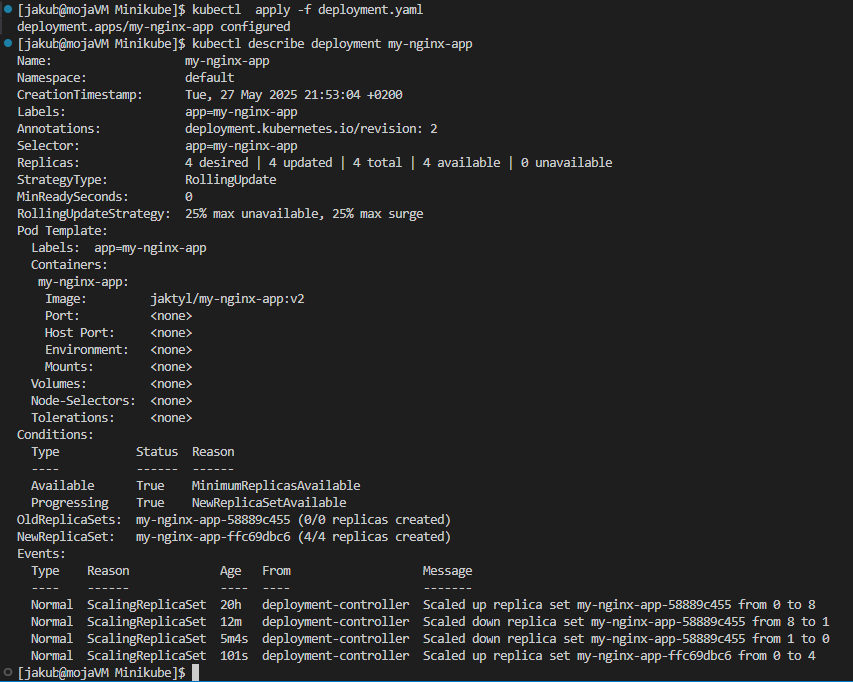 [jakub@mojaVM Minikube]$ kubectl  apply -f deployment.yaml
deployment.apps/my-nginx-app configured
[jakub@mojaVM Minikube]$ kubectl describe deployment my-nginx-app
Name:                   my-nginx-app
Namespace:              default
CreationTimestamp:      Tue, 27 May 2025 21:53:04 +0200
Labels:                 app=my-nginx-app
Annotations:            deployment.kubernetes.io/revision: 2
Selector:               app=my-nginx-app
Replicas:               4 desired | 4 updated | 4 total | 4 available | 0 unavailable
StrategyType:           RollingUpdate
MinReadySeconds:        0
RollingUpdateStrategy:  25% max unavailable, 25% max surge
Pod Template:
  Labels:  app=my-nginx-app
  Containers:
   my-nginx-app:
    Image:         jaktyl/my-nginx-app:v2
    Port:          <none>
    Host Port:     <none>
    Environment:   <none>
    Mounts:        <none>
  Volumes:         <none>
  Node-Selectors:  <none>
  Tolerations:     <none>
Conditions:
  Type           Status  Reason
  ----           ------  ------
  Available      True    MinimumReplicasAvailable
  Progressing    True    NewReplicaSetAvailable
OldReplicaSets:  my-nginx-app-58889c455 (0/0 replicas created)
NewReplicaSet:   my-nginx-app-ffc69dbc6 (4/4 replicas created)
Events:
  Type    Reason             Age   From                   Message
  ----    ------             ----  ----                   -------
  Normal  ScalingReplicaSet  20h   deployment-controller  Scaled up replica set my-nginx-app-58889c455 from 0 to 8
  Normal  ScalingReplicaSet  12m   deployment-controller  Scaled down replica set my-nginx-app-58889c455 from 8 to 1
  Normal  ScalingReplicaSet  5m4s  deployment-controller  Scaled down replica set my-nginx-app-58889c455 from 1 to 0
  Normal  ScalingReplicaSet  101s  deployment-controller  Scaled up replica set my-nginx-app-ffc69dbc6 from 0 to 4
[jakub@mojaVM Minikube]$